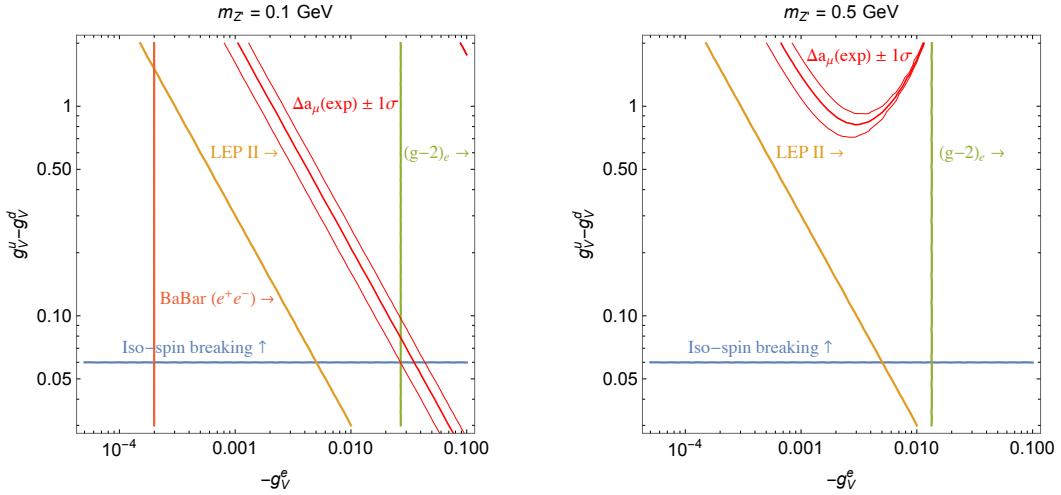 m_Z' = 0.1 GeV
g_V^u-g_V^d
1
0.50
0.10
0.05
Δa_μ(exp) ± 1σ
LEP II →
(g-2)_e →
BaBar (e⁺e⁻) →
Iso-spin breaking ↑
10⁻⁴
0.001
0.010
0.100
-g_V^e
m_Z' = 0.5 GeV
g_V^u-g_V^d
1
0.50
0.10
0.05
Δa_μ(exp) ± 1σ
LEP II →
(g-2)_e →
Iso-spin breaking ↑
10⁻⁴
0.001
0.010
0.100
-g_V^e